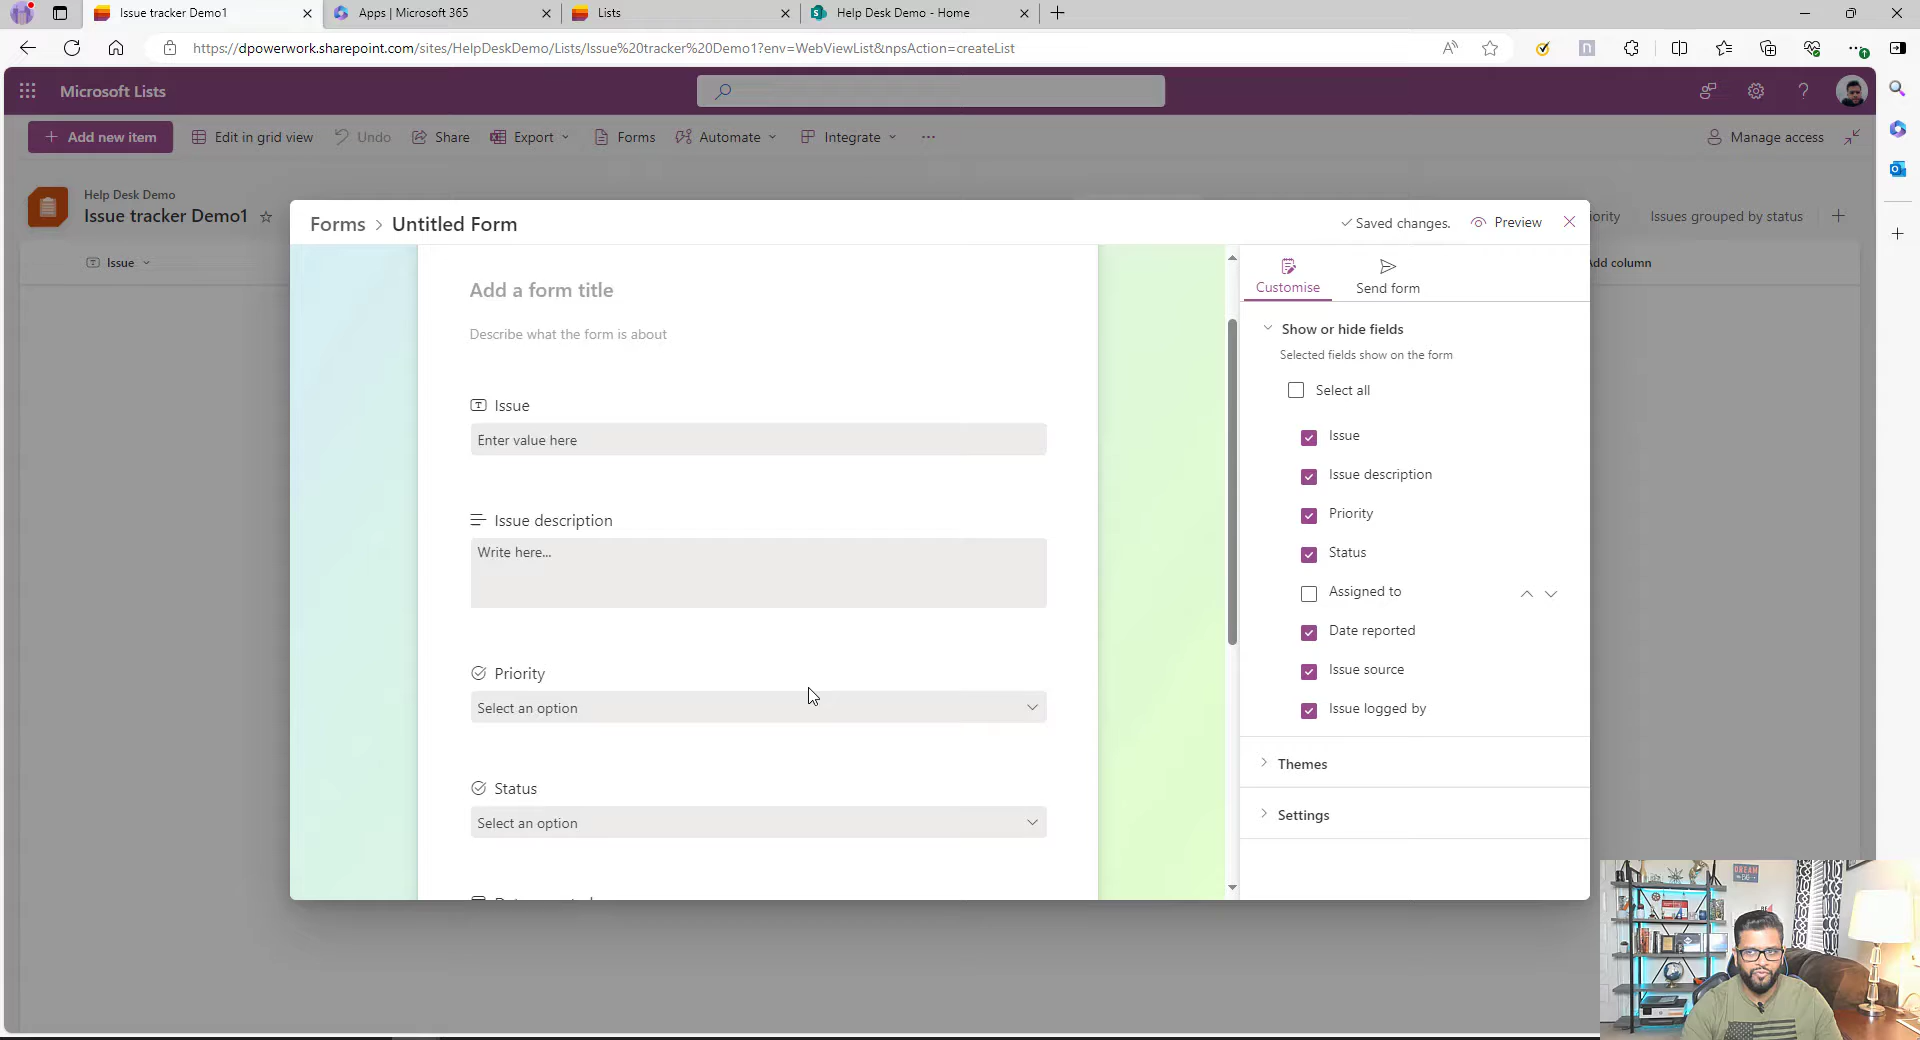 Issue tracker Demo1
Apps | Microsoft 365
Lists
Help Desk Demo - Home
https://dpowerwork.sharepoint.com/sites/HelpDeskDemo/Lists/Issue%20tracker%20Demo1?env=WebViewList&npsAction=createList
Microsoft Lists
Add new item
Edit in grid view
Undo
Share
Export
Forms
Automate
Integrate
Manage access
Help Desk Demo
Issue tracker Demo1
Issues grouped by status
Issue
Add column
Forms > Untitled Form
Saved changes.
Preview
Add a form title
Describe what the form is about
Issue
Enter value here
Issue description
Write here...
Priority
Select an option
Status
Select an option
Customise
Send form
Show or hide fields
Selected fields show on the form
Select all
Issue
Issue description
Priority
Status
Assigned to
Date reported
Issue source
Issue logged by
Themes
Settings
DREAM
BIG